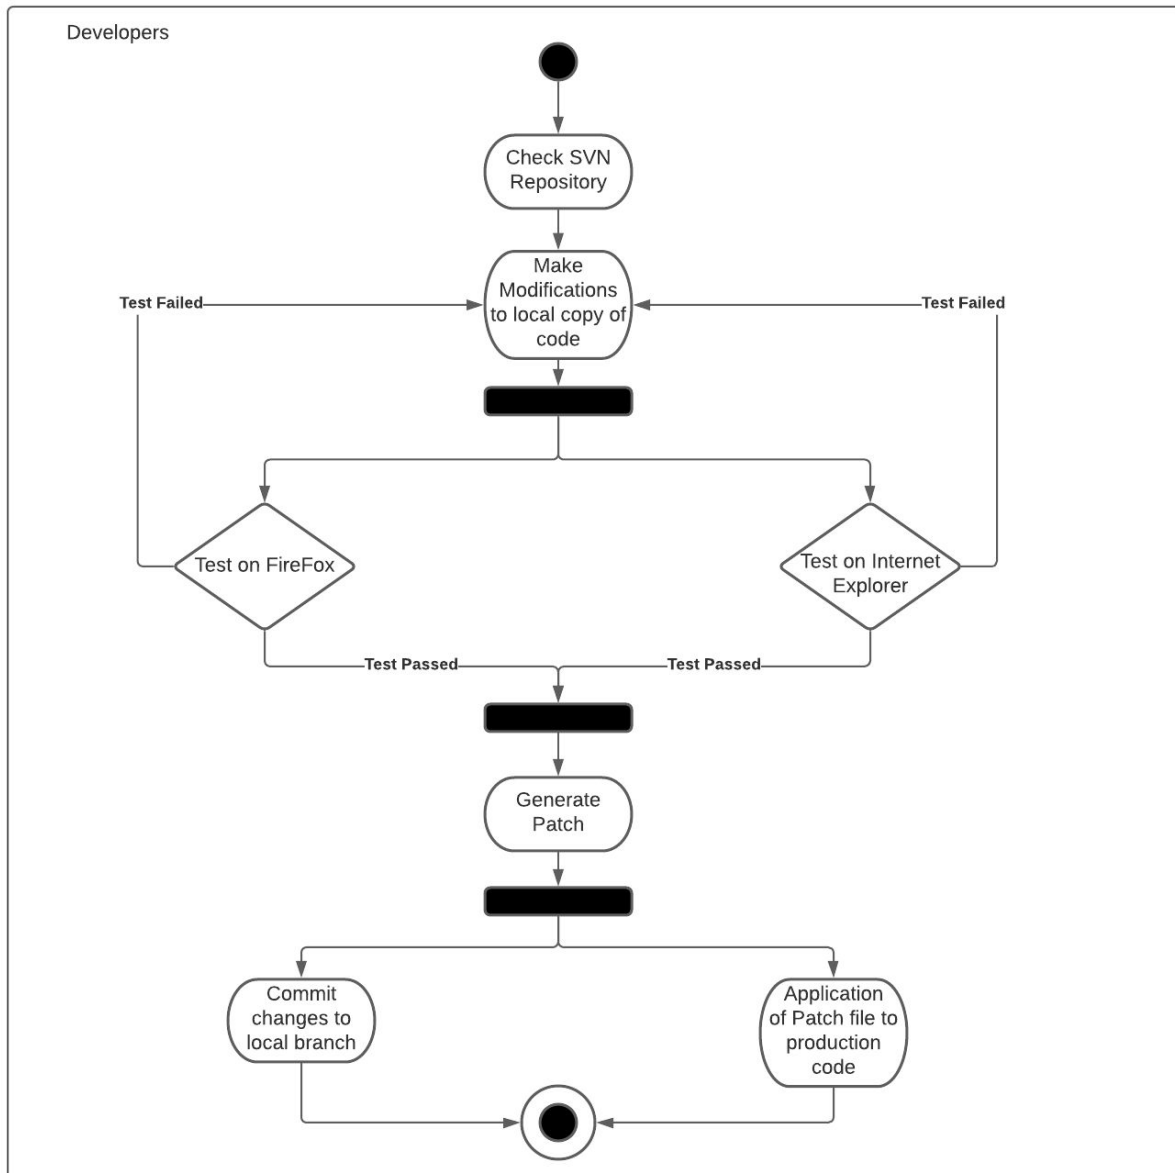 Developers
Check SVN
Repository
Make
Modifications
to local copy of
code
Test Failed
Test Failed
Test on FireFox
Test on Internet
Explorer
Test Passed
Test Passed
Generate
Patch
Commit
changes to
local branch
Application
of Patch file to
production
code